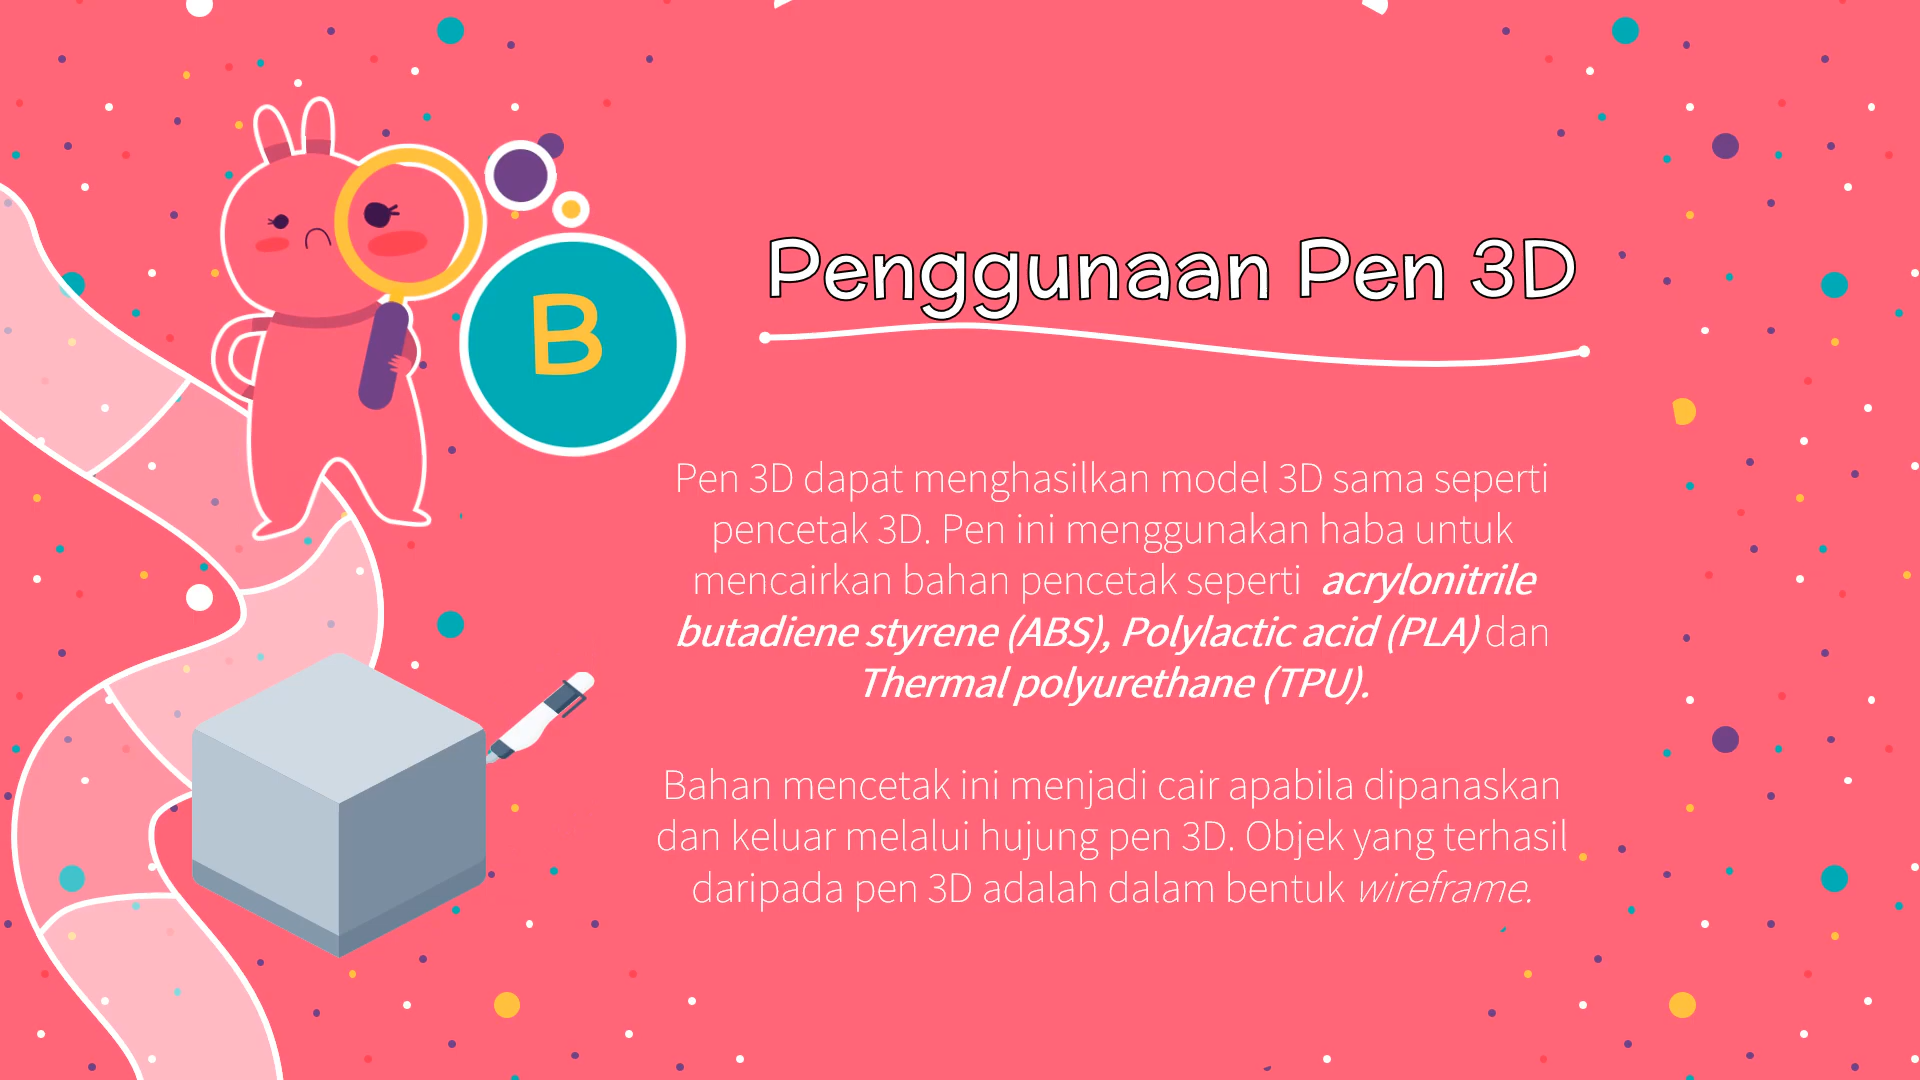 B
Penggunaan Pen 3D
Pen 3D dapat menghasilkan model 3D sama seperti
pencetak 3D. Pen ini menggunakan haba untuk
mencairkan bahan pencetak seperti acrylonitrile
butadiene styrene (ABS), Polylactic acid (PLA) dan
Thermal polyurethane (TPU).
Bahan mencetak ini menjadi cair apabila dipanaskan
dan keluar melalui hujung pen 3D. Objek yang terhasil
daripada pen 3D adalah dalam bentuk wireframe.